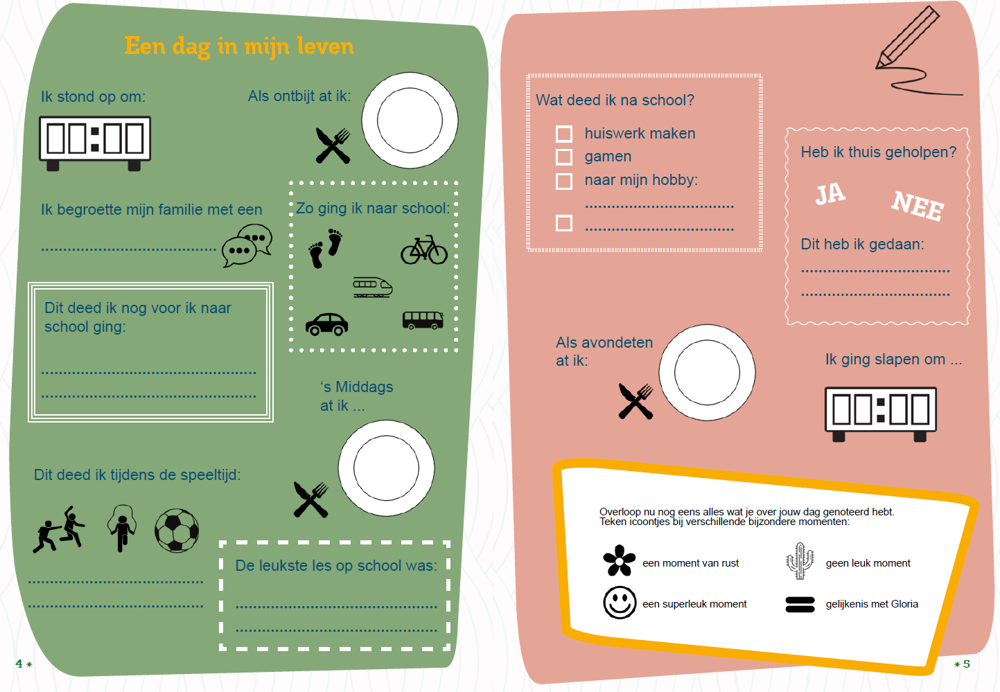 Een dag in mijn leven
Ik stond op om:
Als ontbijt at ik:
Ik begroette mijn familie met een
........................................
Zo ging ik naar school:
Dit deed ik nog voor ik naar
school ging:
.................................................
.................................................
‘s Middags
at ik ...
Dit deed ik tijdens de speeltijd:
........................................
........................................
De leukste les op school was:
..............................................
..............................................
4
Wat deed ik na school?
huiswerk maken
gamen
naar mijn hobby:
..................................
..................................
Heb ik thuis geholpen?
JA
NEE
Dit heb ik gedaan:
..................................
..................................
Als avondeten
at ik:
Ik ging slapen om ...
Overloop nu nog eens alles wat je over jouw dag genoteerd hebt.
Teken icoontjes bij verschillende bijzondere momenten:
een moment van rust
geen leuk moment
een superleuk moment
gelijkenis met Gloria
5